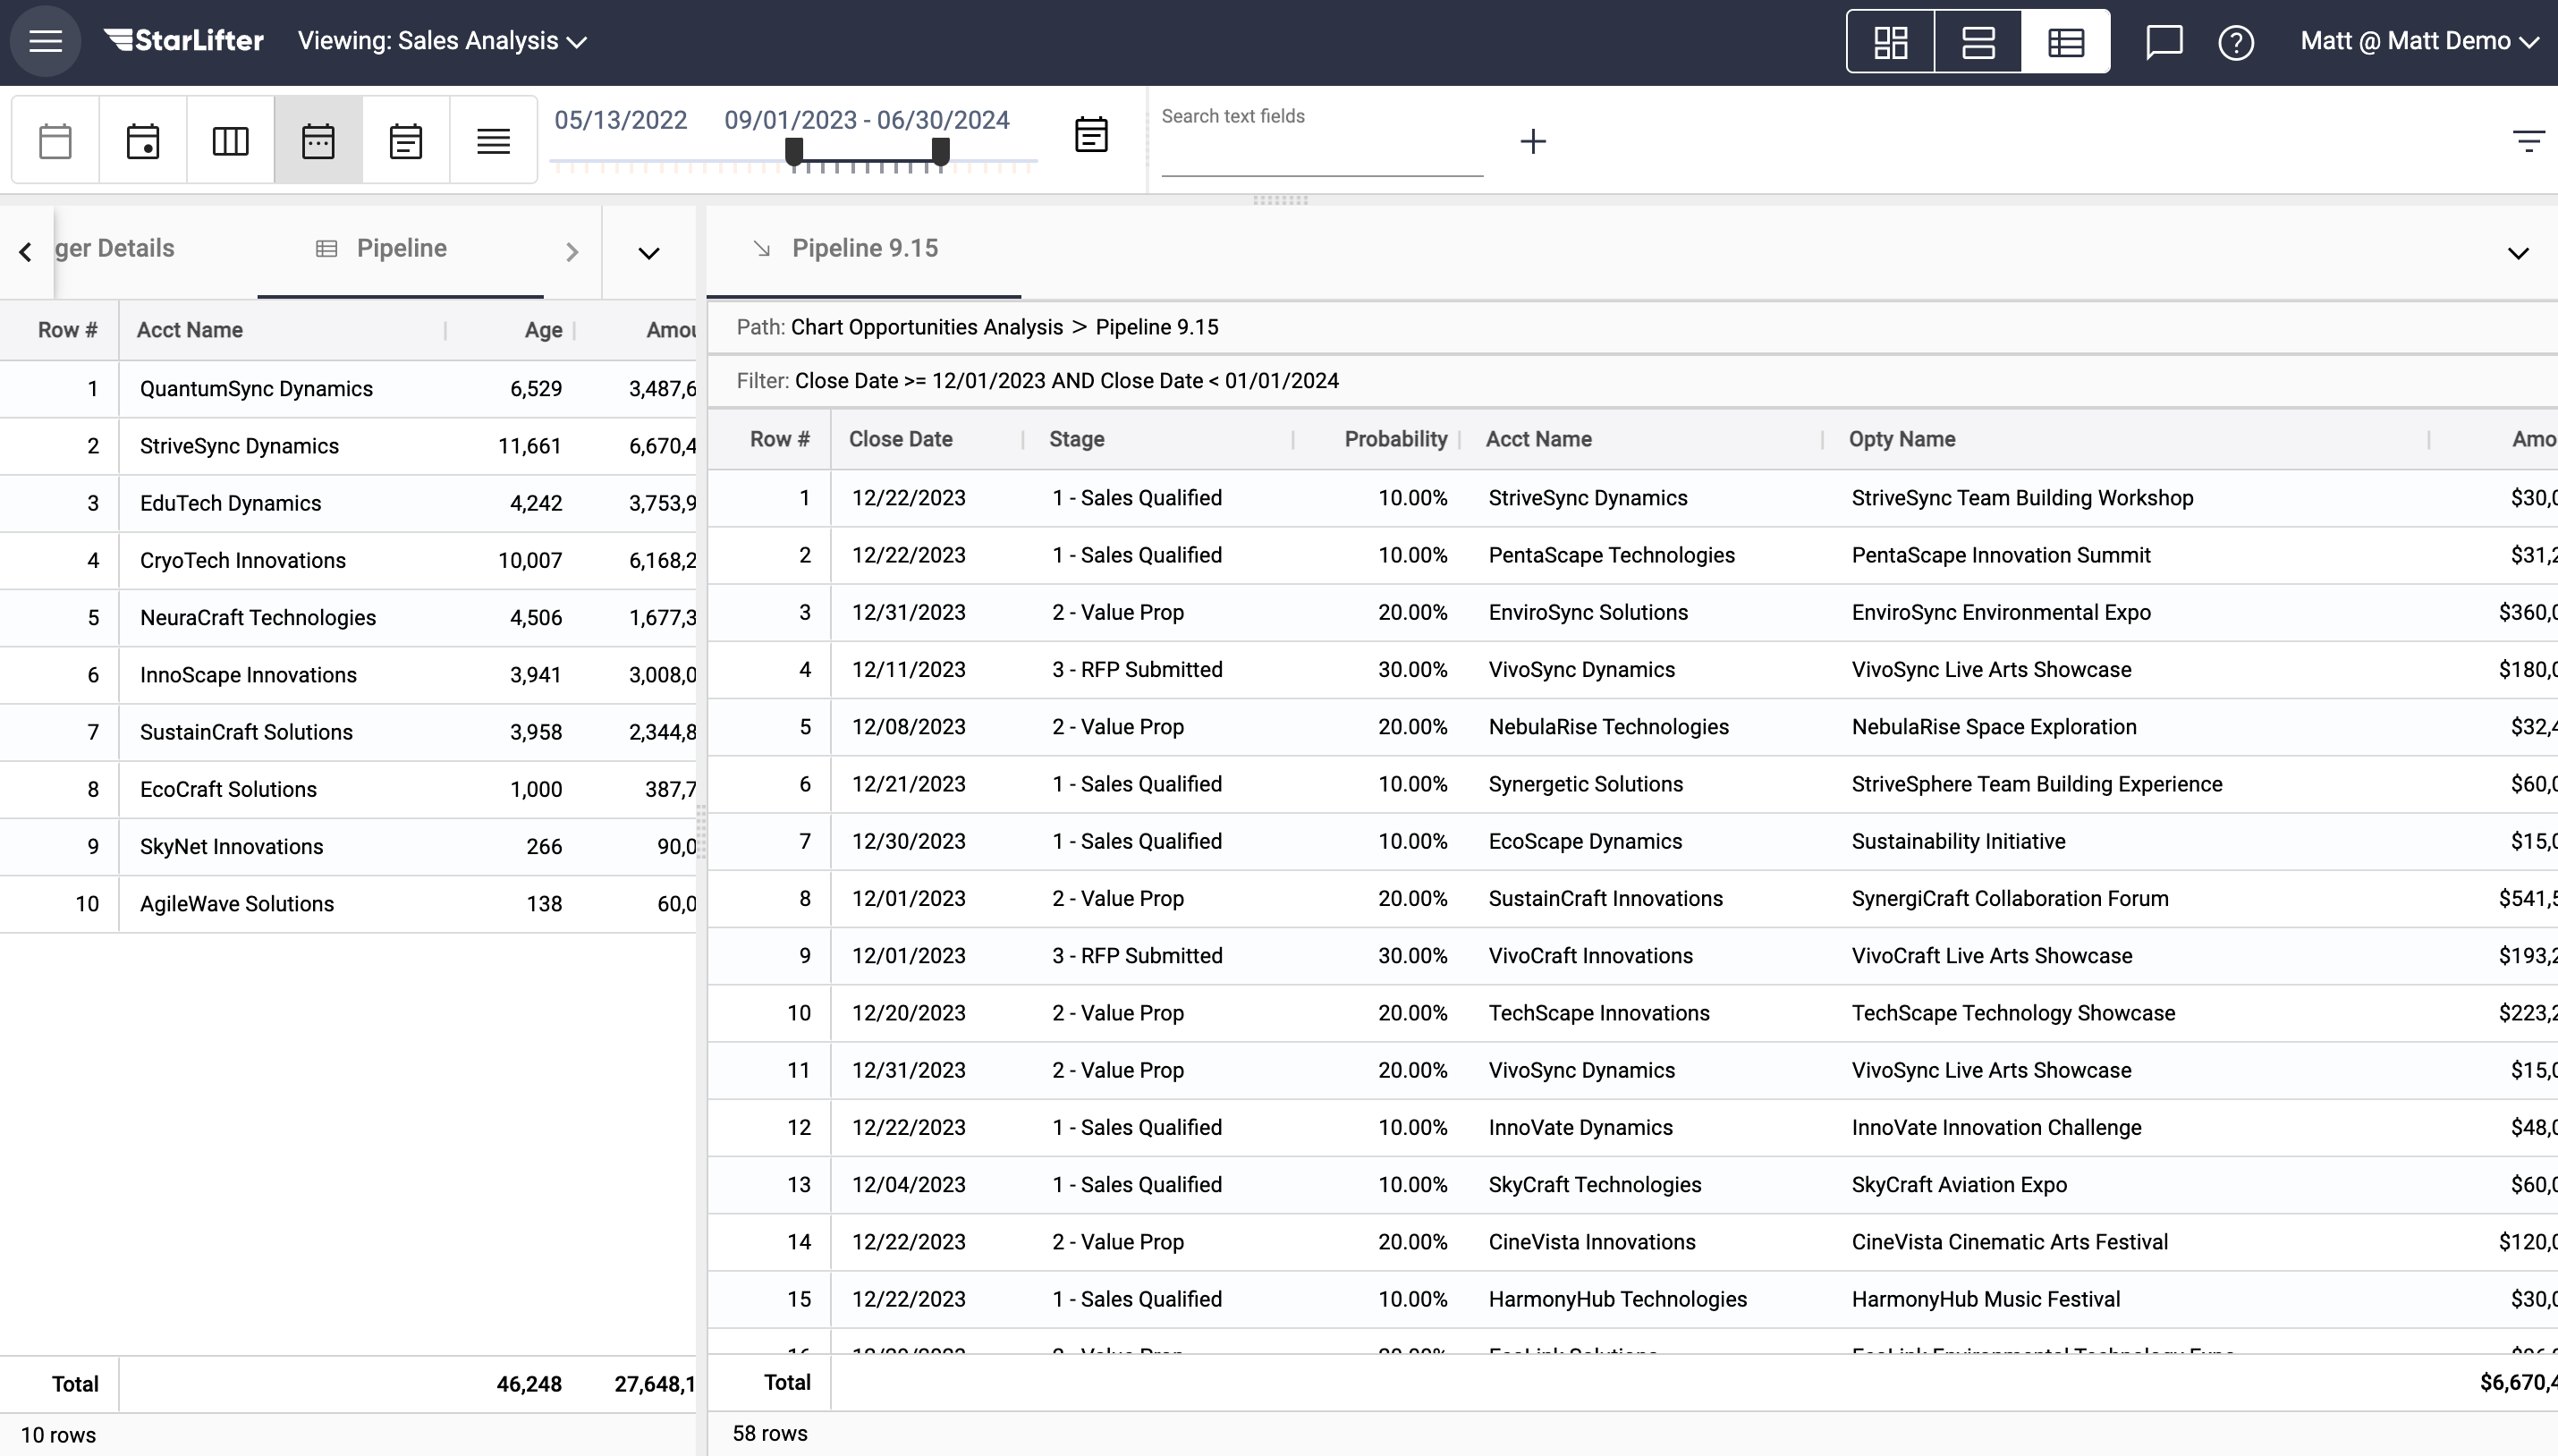 StarLifter Viewing: Sales Analysis Matt @ Matt Demo
05/13/2022 09/01/2023 - 06/30/2024 Search text fields
ger Details Pipeline
Row # Acct Name Age Amou
1 QuantumSync Dynamics 6,529 3,487,6
2 StriveSync Dynamics 11,661 6,670,4
3 EduTech Dynamics 4,242 3,753,9
4 CryoTech Innovations 10,007 6,168,2
5 NeuraCraft Technologies 4,506 1,677,3
6 InnoScape Innovations 3,941 3,008,0
7 SustainCraft Solutions 3,958 2,344,8
8 EcoCraft Solutions 1,000 387,7
9 SkyNet Innovations 266 90,0
10 AgileWave Solutions 138 60,0
Total 46,248 27,648,1
10 rows
Pipeline 9.15
Path: Chart Opportunities Analysis > Pipeline 9.15
Filter: Close Date >= 12/01/2023 AND Close Date < 01/01/2024
Row # Close Date Stage Probability Acct Name Opty Name Amo
1 12/22/2023 1 - Sales Qualified 10.00% StriveSync Dynamics StriveSync Team Building Workshop $30,0
2 12/22/2023 1 - Sales Qualified 10.00% PentaScape Technologies PentaScape Innovation Summit $31,2
3 12/31/2023 2 - Value Prop 20.00% EnviroSync Solutions EnviroSync Environmental Expo $360,0
4 12/11/2023 3 - RFP Submitted 30.00% VivoSync Dynamics VivoSync Live Arts Showcase $180,0
5 12/08/2023 2 - Value Prop 20.00% NebulaRise Technologies NebulaRise Space Exploration $32,4
6 12/21/2023 1 - Sales Qualified 10.00% Synergetic Solutions StriveSphere Team Building Experience $60,0
7 12/30/2023 1 - Sales Qualified 10.00% EcoScape Dynamics Sustainability Initiative $15,0
8 12/01/2023 2 - Value Prop 20.00% SustainCraft Innovations SynergiCraft Collaboration Forum $541,5
9 12/01/2023 3 - RFP Submitted 30.00% VivoCraft Innovations VivoCraft Live Arts Showcase $193,2
10 12/20/2023 2 - Value Prop 20.00% TechScape Innovations TechScape Technology Showcase $223,2
11 12/31/2023 2 - Value Prop 20.00% VivoSync Dynamics VivoSync Live Arts Showcase $15,0
12 12/22/2023 1 - Sales Qualified 10.00% InnoVate Dynamics InnoVate Innovation Challenge $48,0
13 12/04/2023 1 - Sales Qualified 10.00% SkyCraft Technologies SkyCraft Aviation Expo $60,0
14 12/22/2023 2 - Value Prop 20.00% CineVista Innovations CineVista Cinematic Arts Festival $120,0
15 12/22/2023 1 - Sales Qualified 10.00% HarmonyHub Technologies HarmonyHub Music Festival $30,0
Total $6,670,4
58 rows